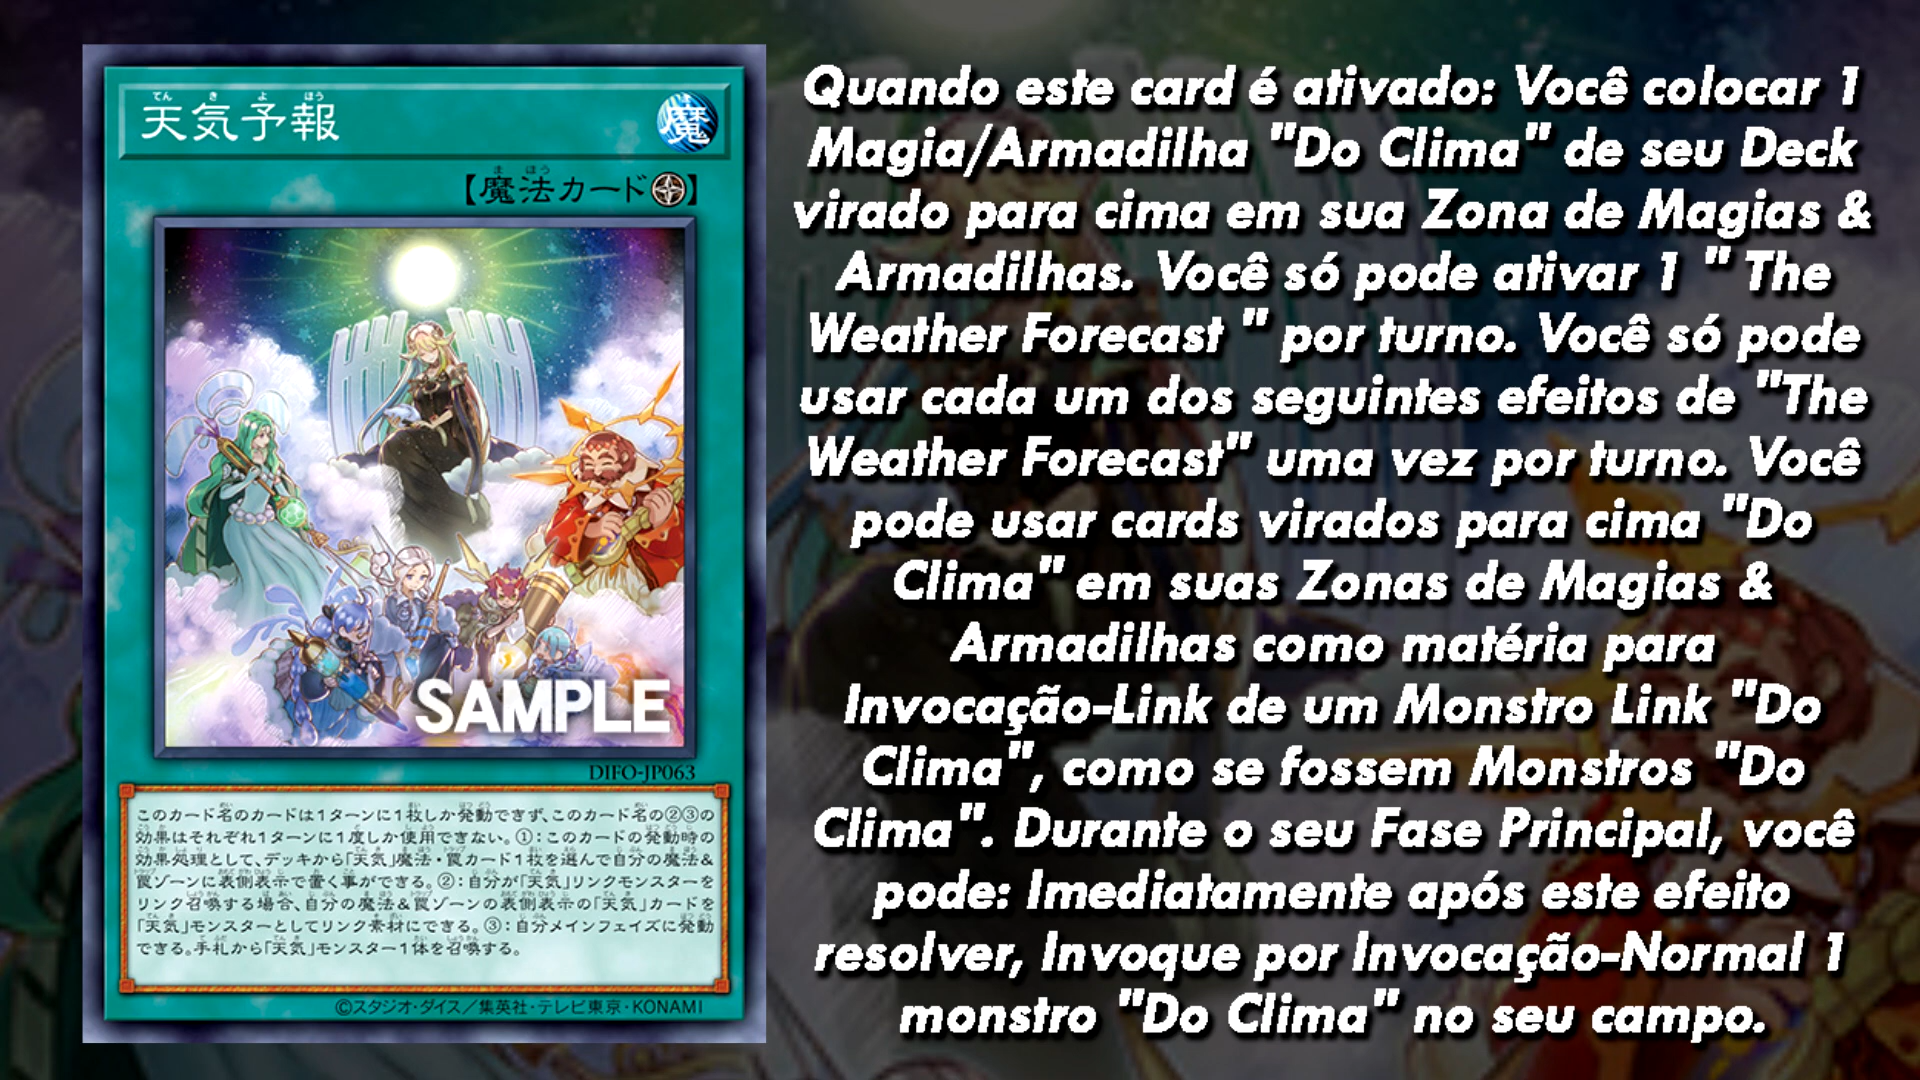 天気予報
魔
【魔法カード】
SAMPLE
DIFO-JP063
このカード名のカードは1ターンに1枚しか発動できず、このカード名の②③の
効果はそれぞれ1ターンに1度しか使用できない。①：このカードの発動時の
効果処理として、デッキから「天気」魔法・罠カード1枚を選んで自分の魔法＆
罠ゾーンに表側表示で置く事ができる。②：自分が「天気」リンクモンスターを
リンク召喚する場合、自分の魔法＆罠ゾーンの表側表示の「天気」カードを
「天気」モンスターとしてリンク素材にできる。③：自分メインフェイズに発動
できる。手札から「天気」モンスター1体を召喚する。
©スタジオ・ダイス／集英社・テレビ東京・KONAMI
Quando este card é ativado: Você colocar 1
Magia/Armadilha "Do Clima" de seu Deck
virado para cima em sua Zona de Magias &
Armadilhas. Você só pode ativar 1 " The
Weather Forecast " por turno. Você só pode
usar cada um dos seguintes efeitos de "The
Weather Forecast" uma vez por turno. Você
pode usar cards virados para cima "Do
Clima" em suas Zonas de Magias &
Armadilhas como matéria para
Invocação-Link de um Monstro Link "Do
Clima", como se fossem Monstros "Do
Clima". Durante o seu Fase Principal, você
pode: Imediatamente após este efeito
resolver, Invoque por Invocação-Normal 1
monstro "Do Clima" no seu campo.